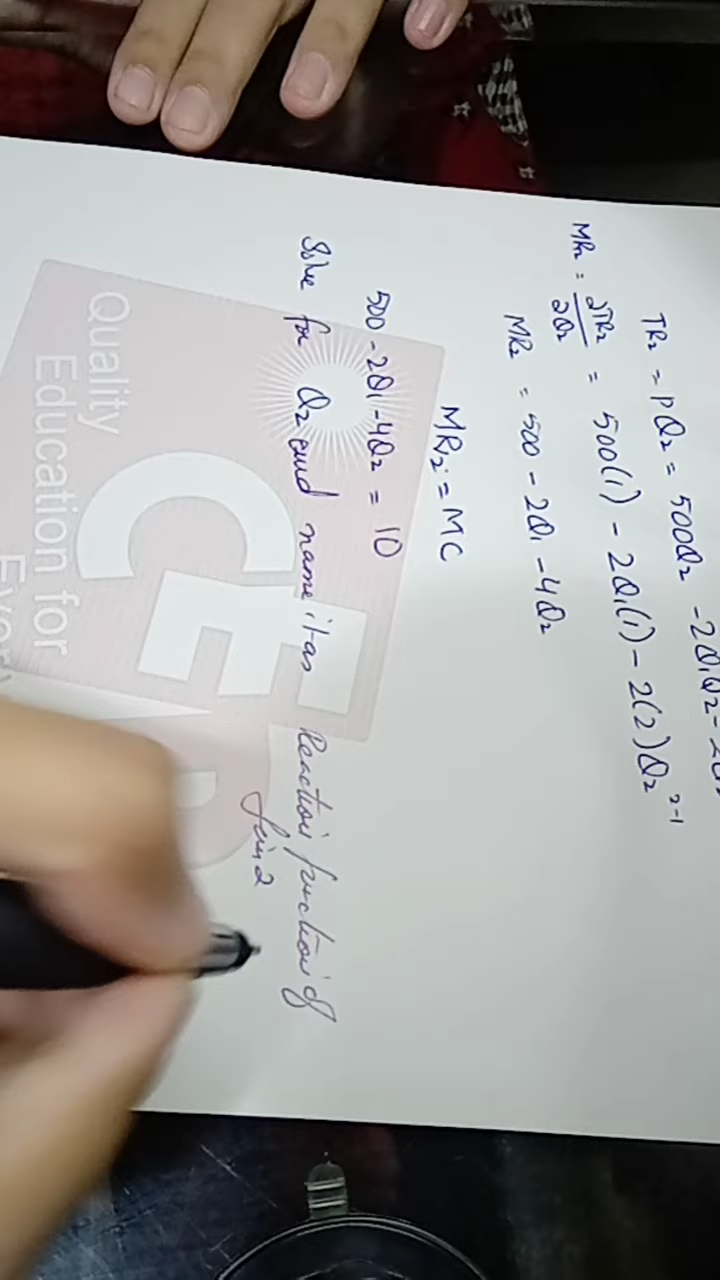 TR₂ = PQ₂ = 500Q₂ - 2Q₁Q₂ -
MR₂ = ∂TR₂/∂Q₂ = 500(1) - 2Q₁(1) - 2(2)Q₂²⁻¹
MR₂ = 500 - 2Q₁ - 4Q₂
MR₂ = MC
500 - 2Q₁ - 4Q₂ = 10
Solve for Q₂ and name it as Reaction function of
firm 2
CE
Quality
Education for